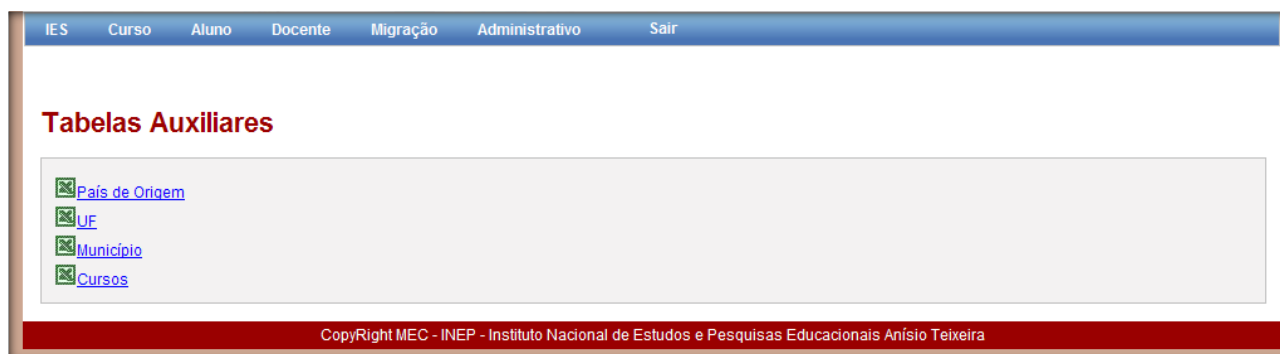 IES Curso Aluno Docente Migração Administrativo Sair
Tabelas Auxiliares
País de Origem
UF
Município
Cursos
CopyRight MEC - INEP - Instituto Nacional de Estudos e Pesquisas Educacionais Anísio Teixeira